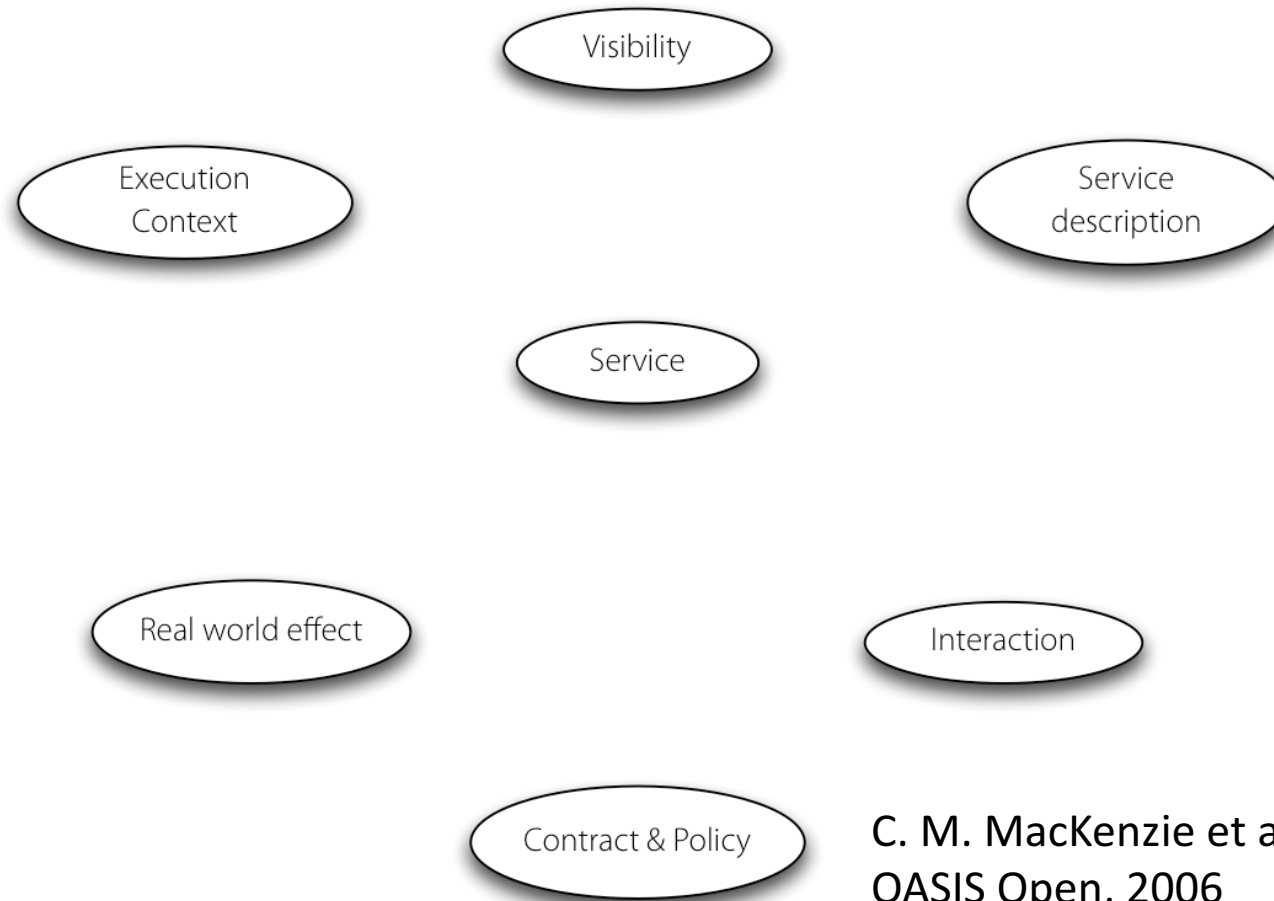 Visibility
Execution
Context
Service
description
Service
Real world effect
Interaction
Contract & Policy
C. M. MacKenzie et a
OASIS Open, 2006